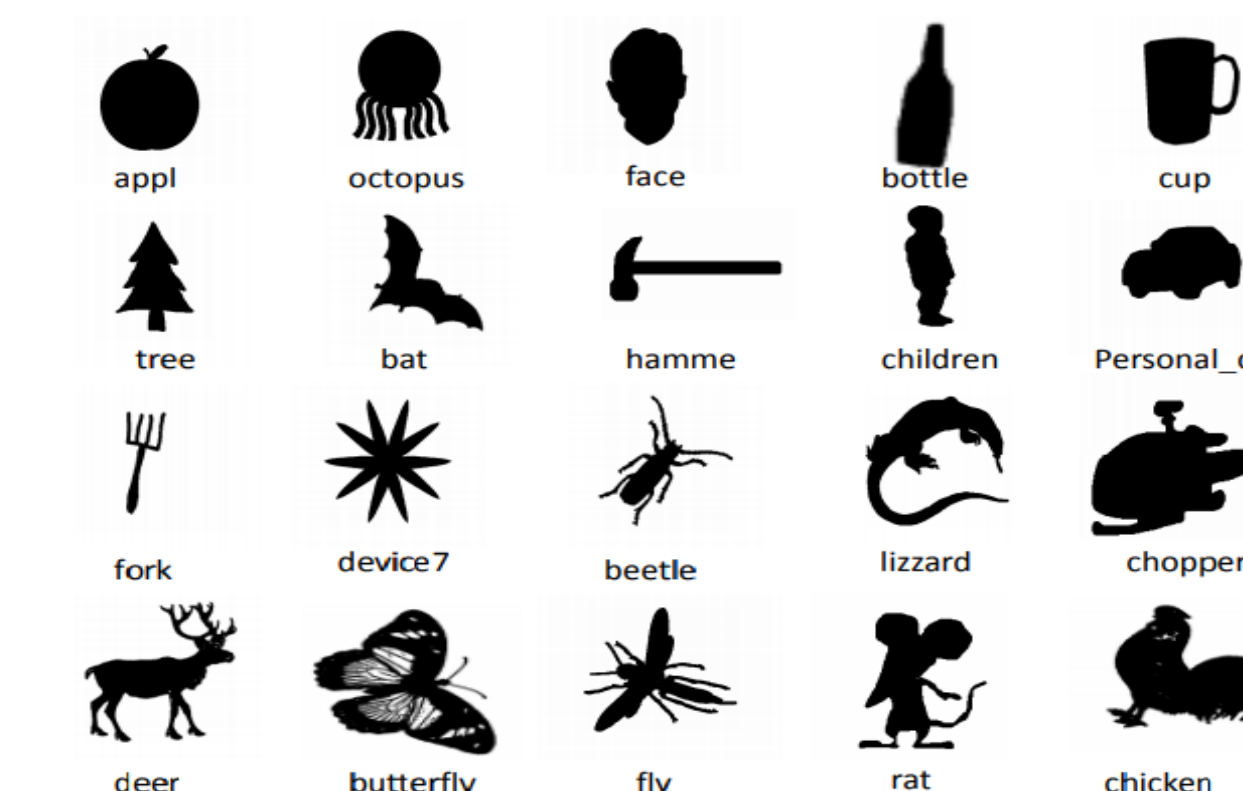 appl octopus face bottle cup
tree bat hamme children Personal_c
fork device7 beetle lizzard chopper
deer butterfly fly rat chicken